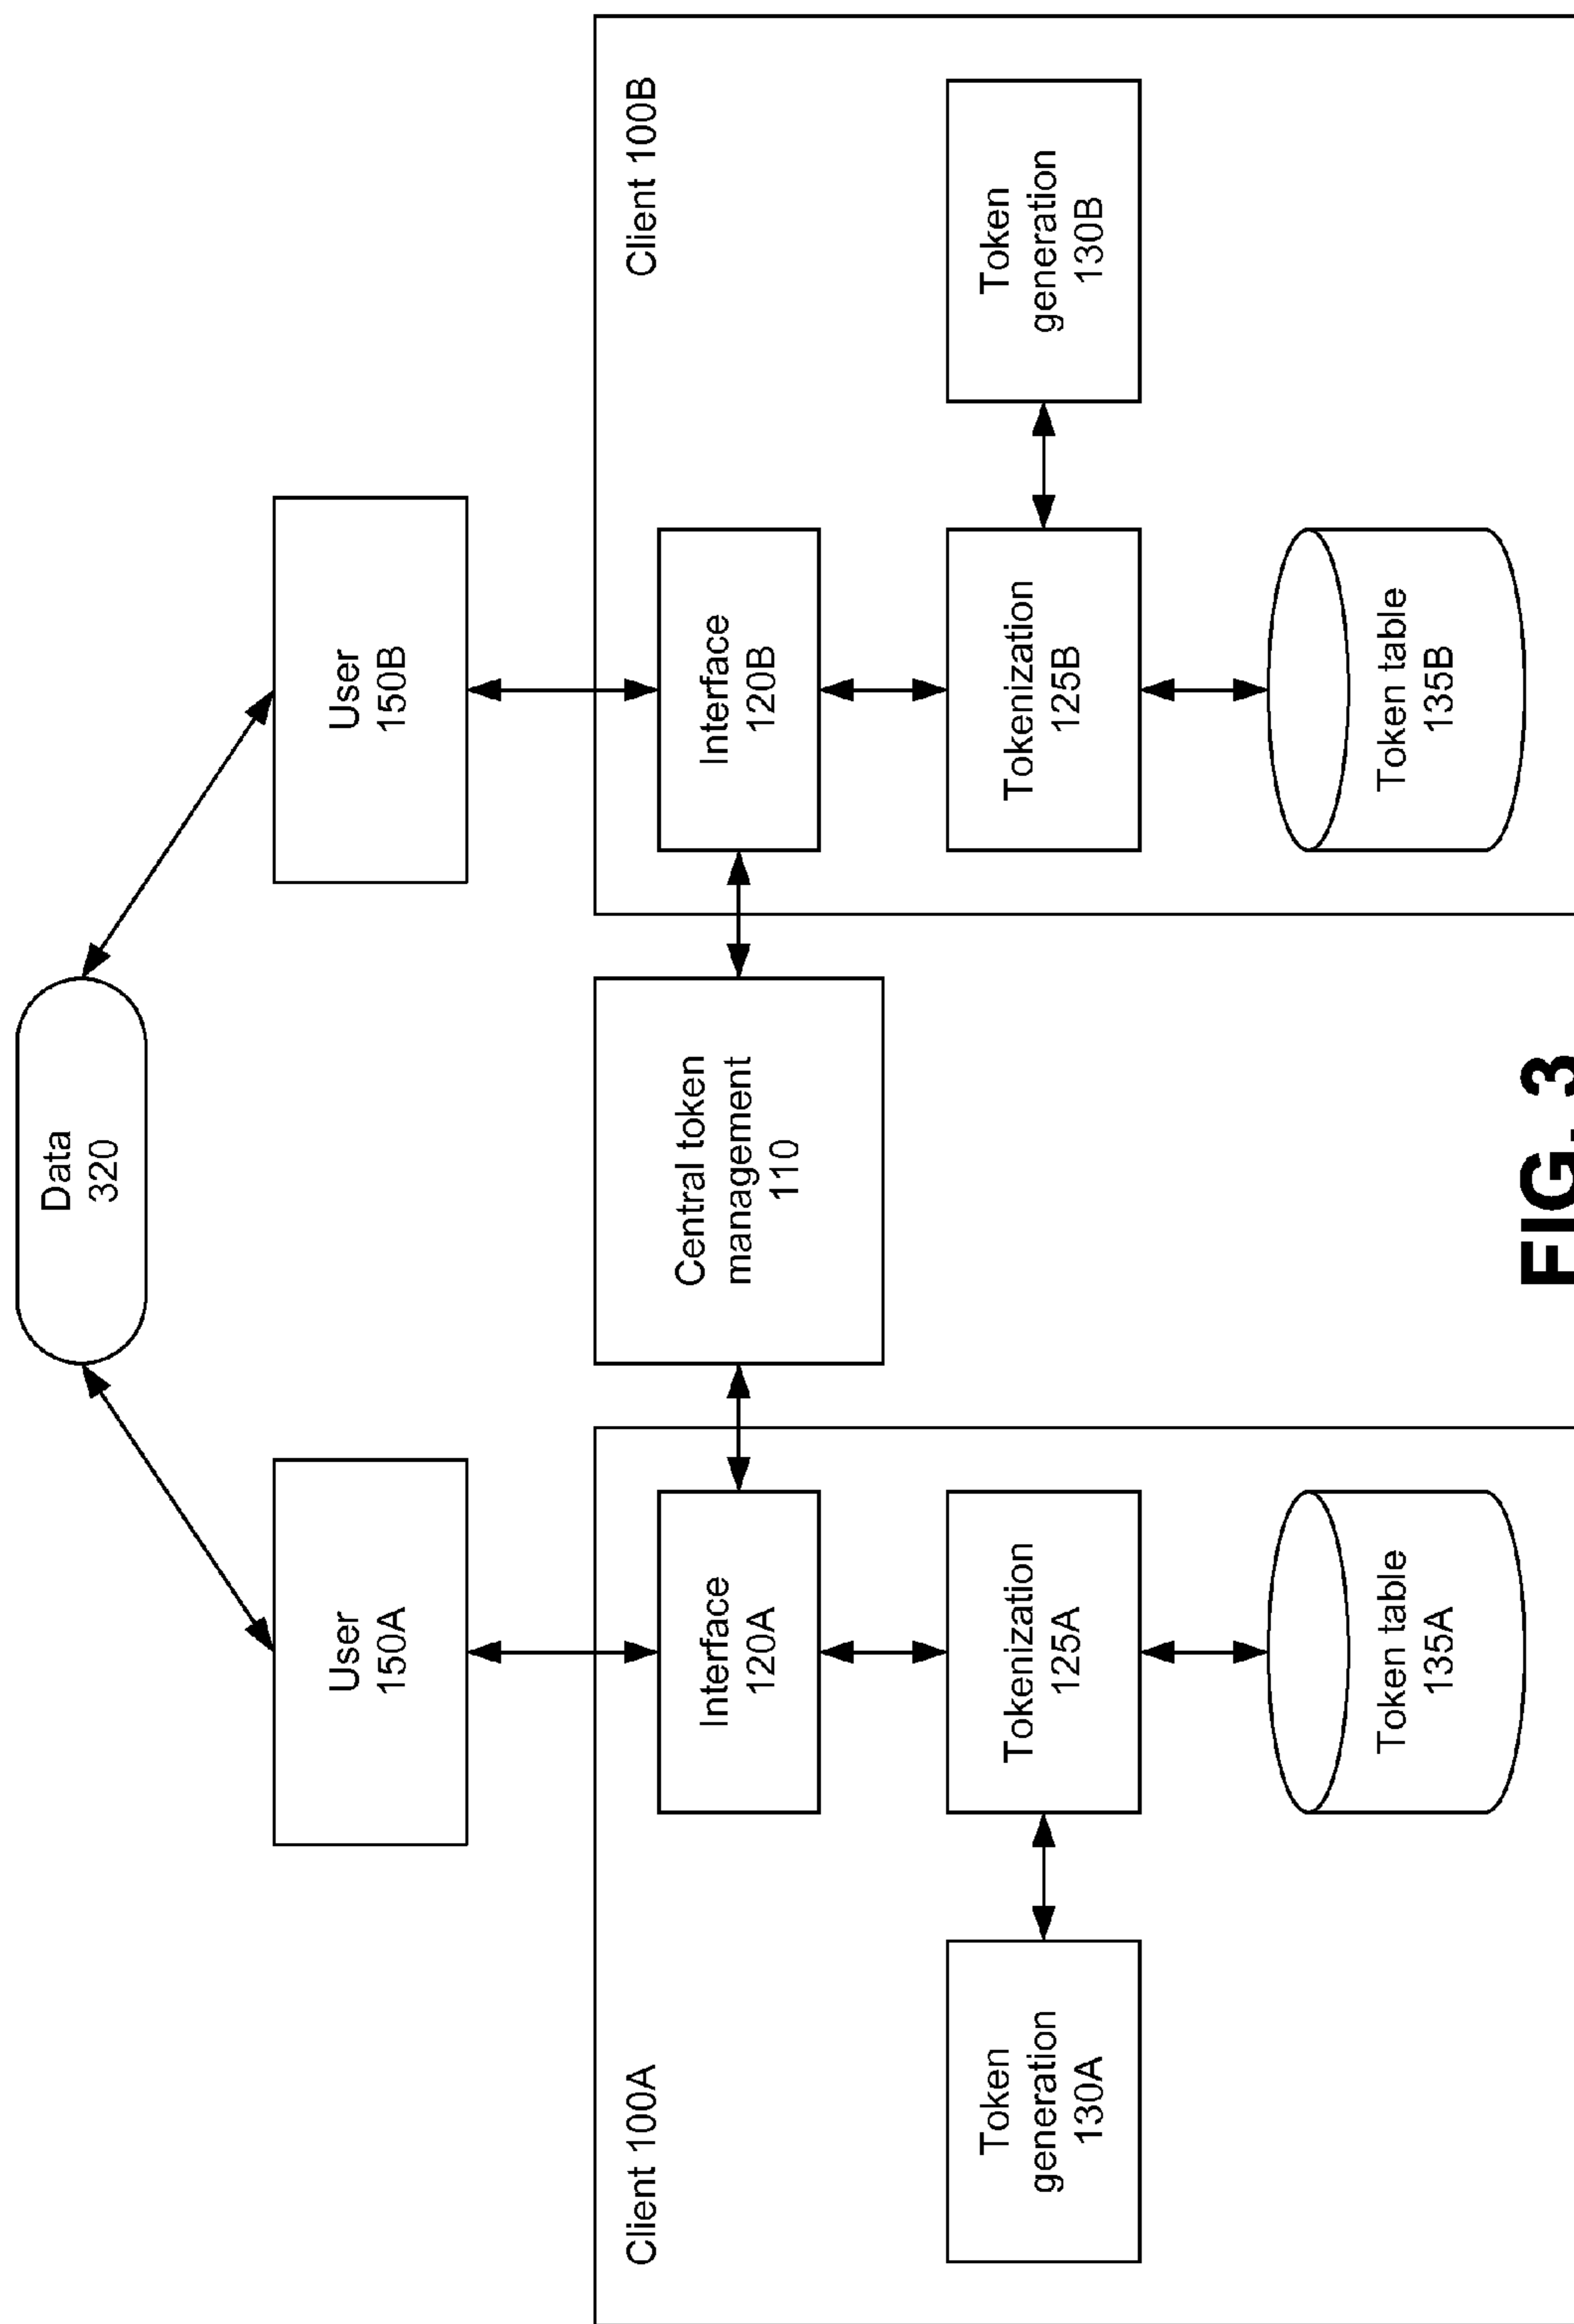 Data
320
User
150A
User
150B
Client 100A
Client 100B
Interface
120A
Central token
management
110
Interface
120B
Token
generation
130A
Tokenization
125A
Tokenization
125B
Token
generation
130B
Token table
135A
Token table
135B
FIG. 3